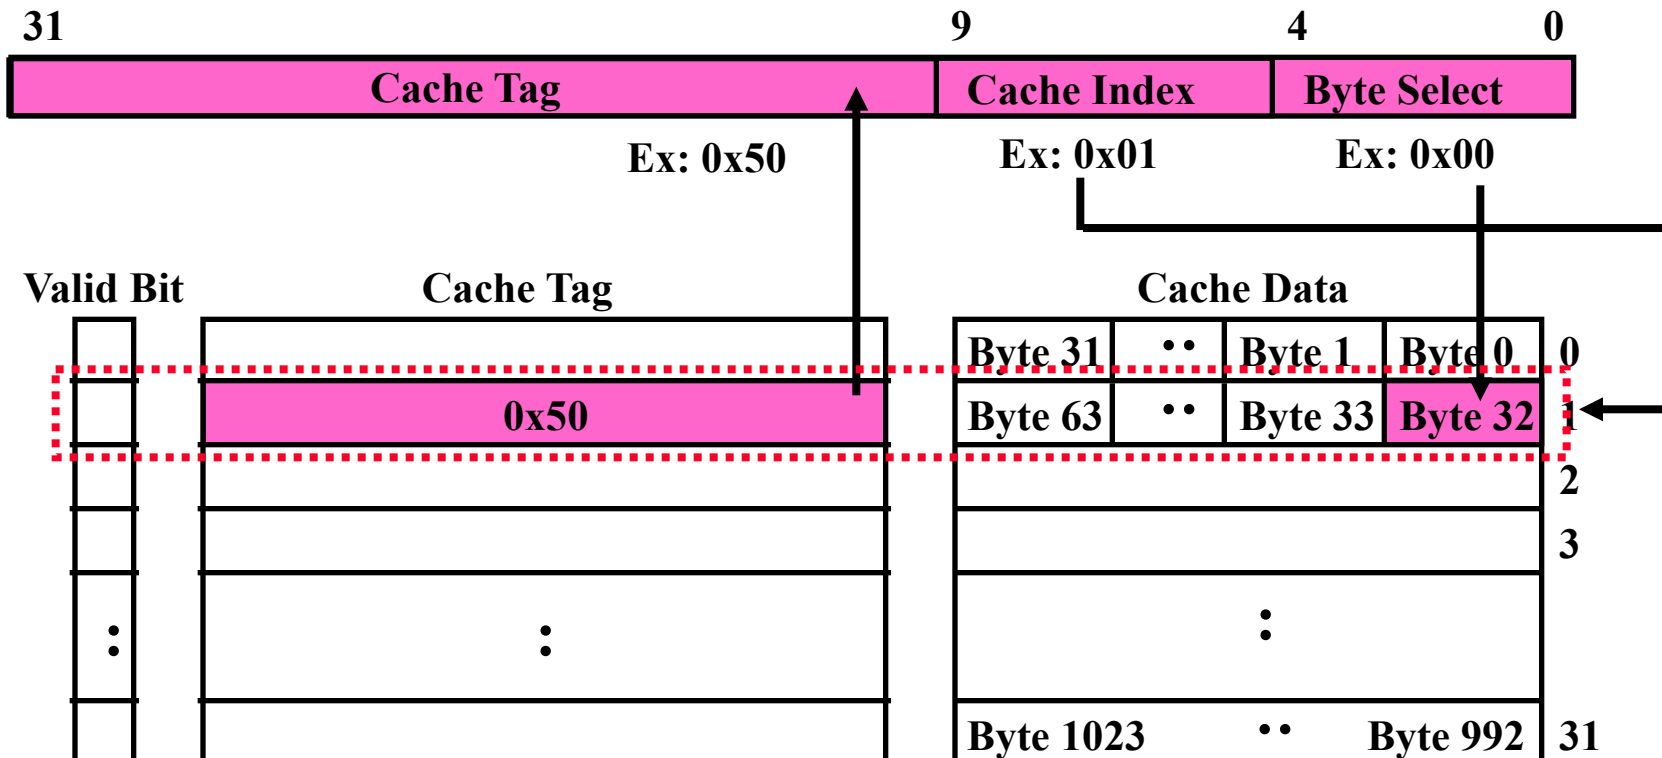 31 9 4 0
Cache Tag Cache Index Byte Select
Ex: 0x50 Ex: 0x01 Ex: 0x00
Valid Bit Cache Tag Cache Data
Byte 31 .. Byte 1 Byte 0 0
0x50 Byte 63 .. Byte 33 Byte 32 1
2
3
: : :
Byte 1023 .. Byte 992 31